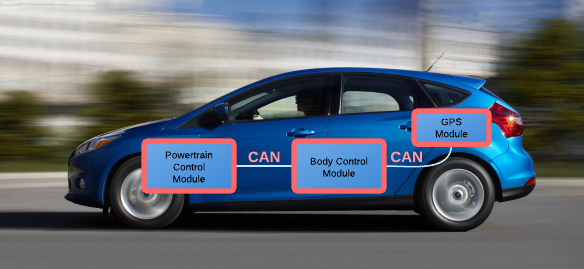 GPS
Module
Powertrain
Control
Module
CAN
Body Control
Module
CAN